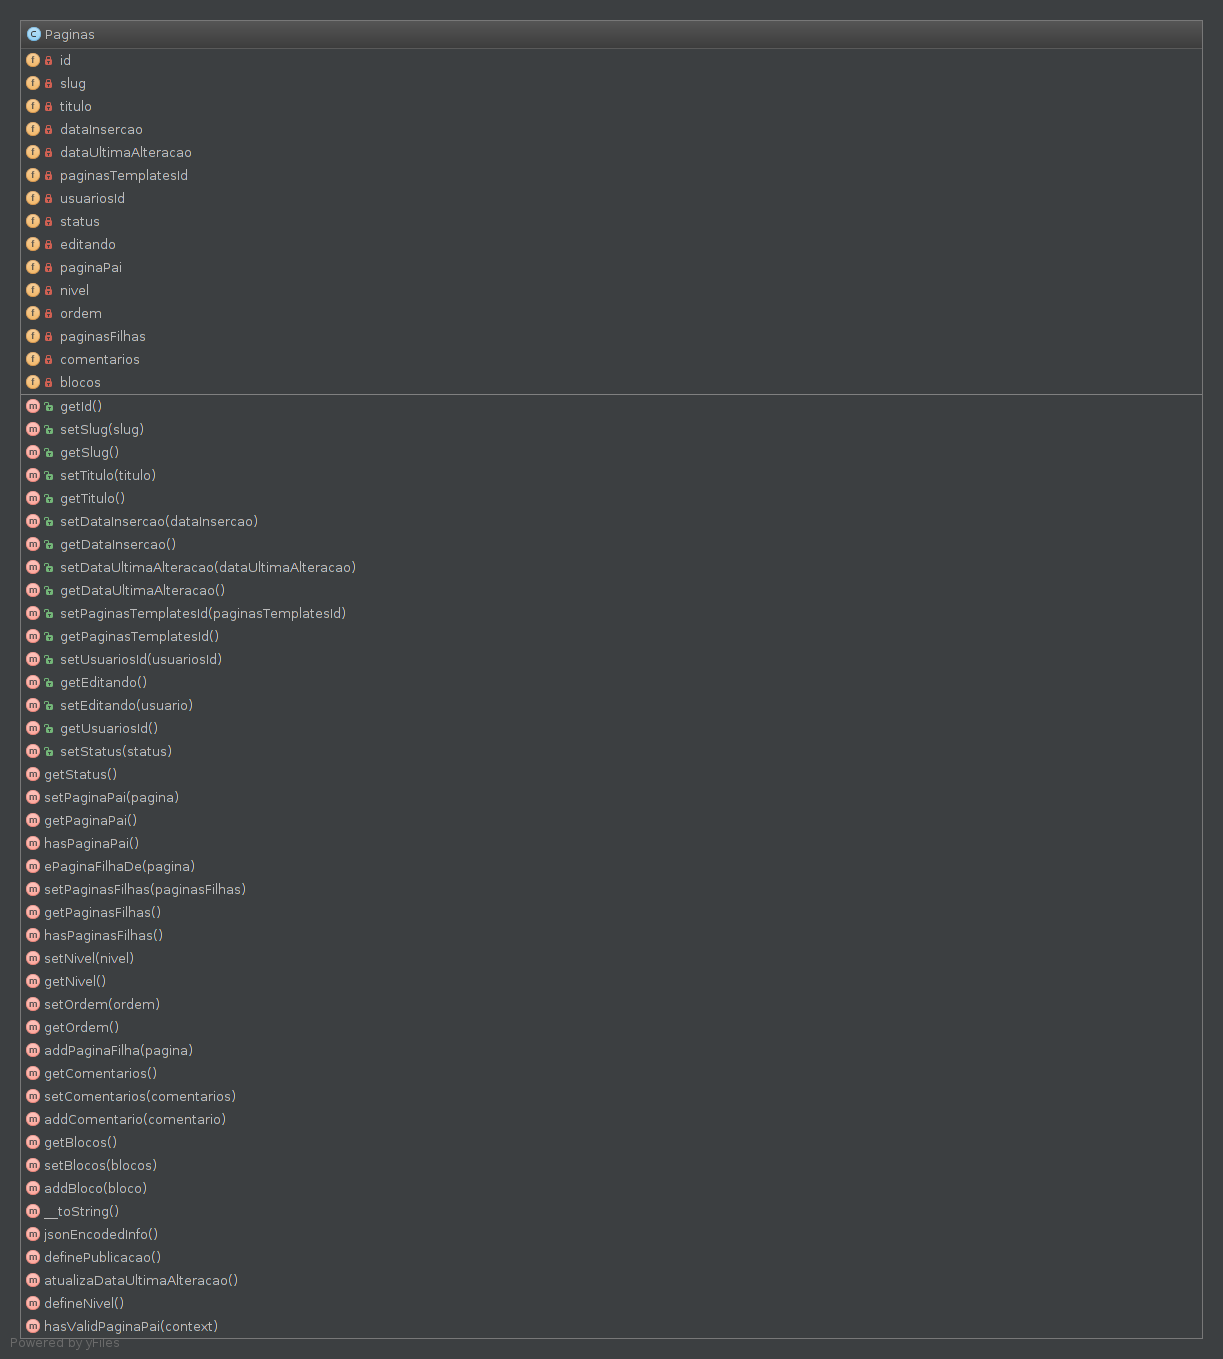 Paginas
id
slug
titulo
dataInsercao
dataUltimaAlteracao
paginasTemplatesId
usuariosId
status
editando
paginaPai
nivel
ordem
paginasFilhas
comentarios
blocos
getId()
setSlug(slug)
getSlug()
setTitulo(titulo)
getTitulo()
setDataInsercao(dataInsercao)
getDataInsercao()
setDataUltimaAlteracao(dataUltimaAlteracao)
getDataUltimaAlteracao()
setPaginasTemplatesId(paginasTemplatesId)
getPaginasTemplatesId()
setUsuariosId(usuariosId)
getEditando()
setEditando(usuario)
getUsuariosId()
setStatus(status)
getStatus()
setPaginaPai(pagina)
getPaginaPai()
hasPaginaPai()
ePaginaFilhaDe(pagina)
setPaginasFilhas(paginasFilhas)
getPaginasFilhas()
hasPaginasFilhas()
setNivel(nivel)
getNivel()
setOrdem(ordem)
getOrdem()
addPaginaFilha(pagina)
getComentarios()
setComentarios(comentarios)
addComentario(comentario)
getBlocos()
setBlocos(blocos)
addBloco(bloco)
__toString()
jsonEncodedInfo()
definePublicacao()
atualizaDataUltimaAlteracao()
defineNivel()
hasValidPaginaPai(context)
Powered by yFiles